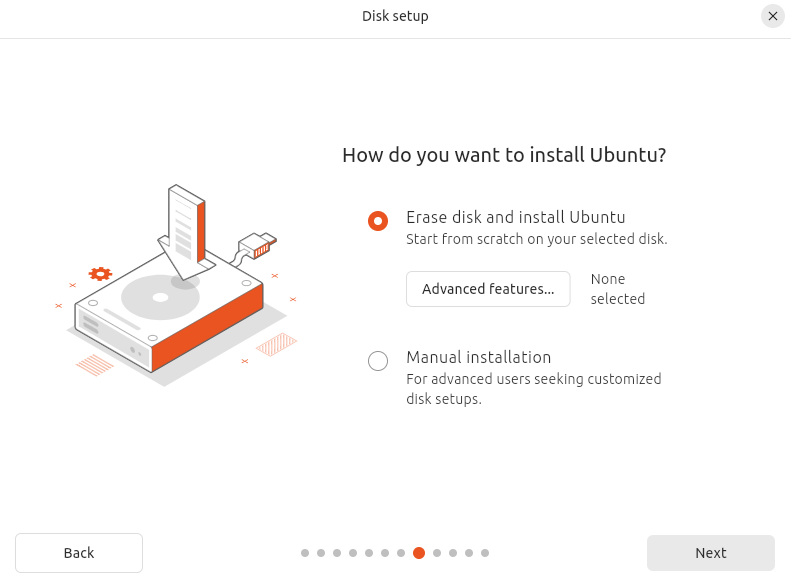 Disk setup
How do you want to install Ubuntu?
Erase disk and install Ubuntu
Start from scratch on your selected disk.
Advanced features...
None
selected
Manual installation
For advanced users seeking customized
disk setups.
Back
Next